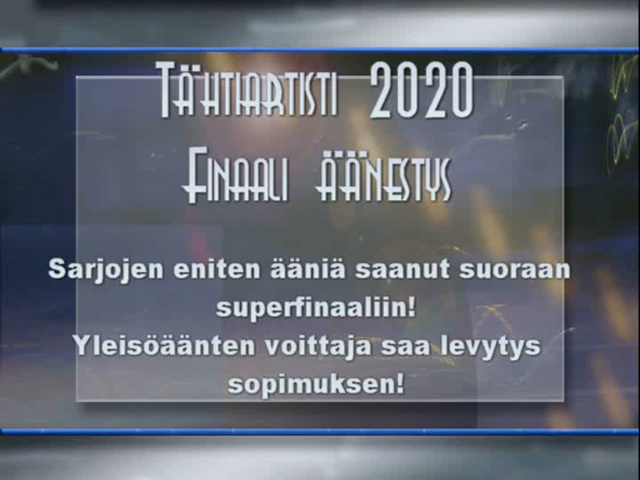 Tähtiartisti 2020
Finaali äänestys
Sarjojen eniten ääniä saanut suoraan
superfinaaliin!
Yleisöäänten voittaja saa levytys
sopimuksen!